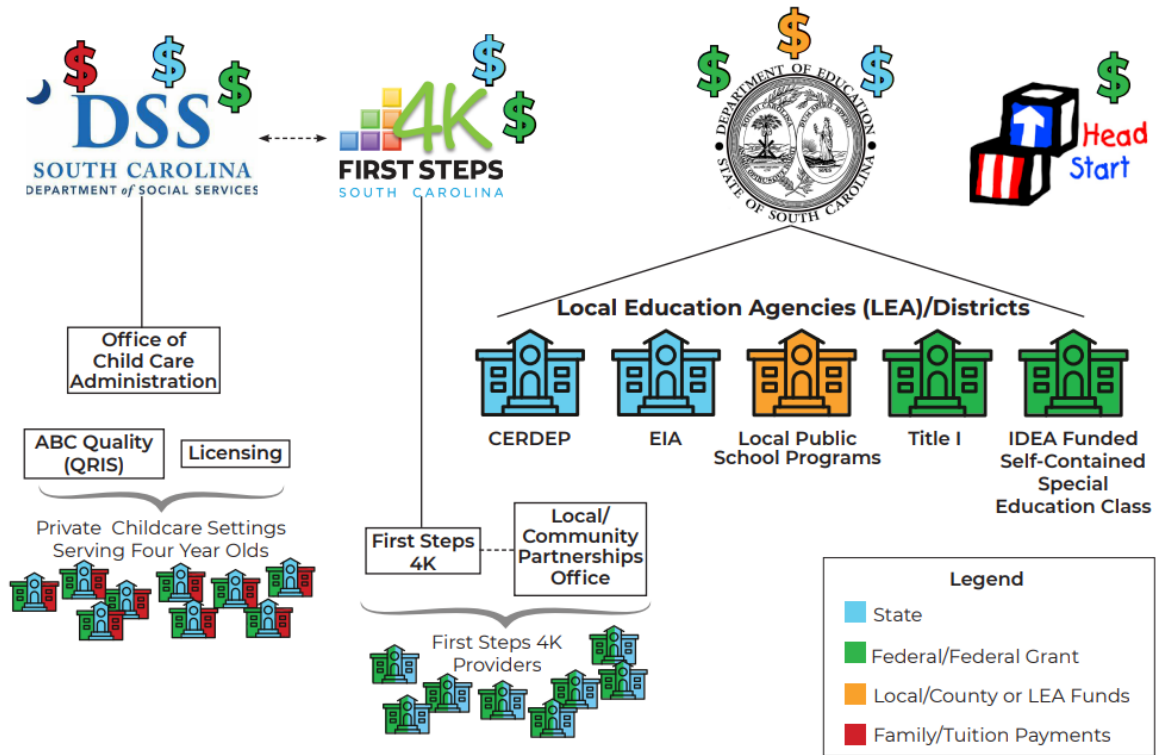 $
$
$
DSS
SOUTH CAROLINA
DEPARTMENT of SOCIAL SERVICES
$
$
4K
FIRST STEPS
SOUTH CAROLINA
$
$
$
DEPARTMENT OF EDUCATION
STATE OF SOUTH CAROLINA
$
Head
Start
Office of
Child Care
Administration
ABC Quality
(QRIS)
Licensing
Private Childcare Settings
Serving Four Year Olds
First Steps
4K
Local/
Community
Partnerships
Office
First Steps 4K
Providers
Local Education Agencies (LEA)/Districts
CERDEP
EIA
Local Public
School Programs
Title I
IDEA Funded
Self-Contained
Special
Education Class
Legend
State
Federal/Federal Grant
Local/County or LEA Funds
Family/Tuition Payments